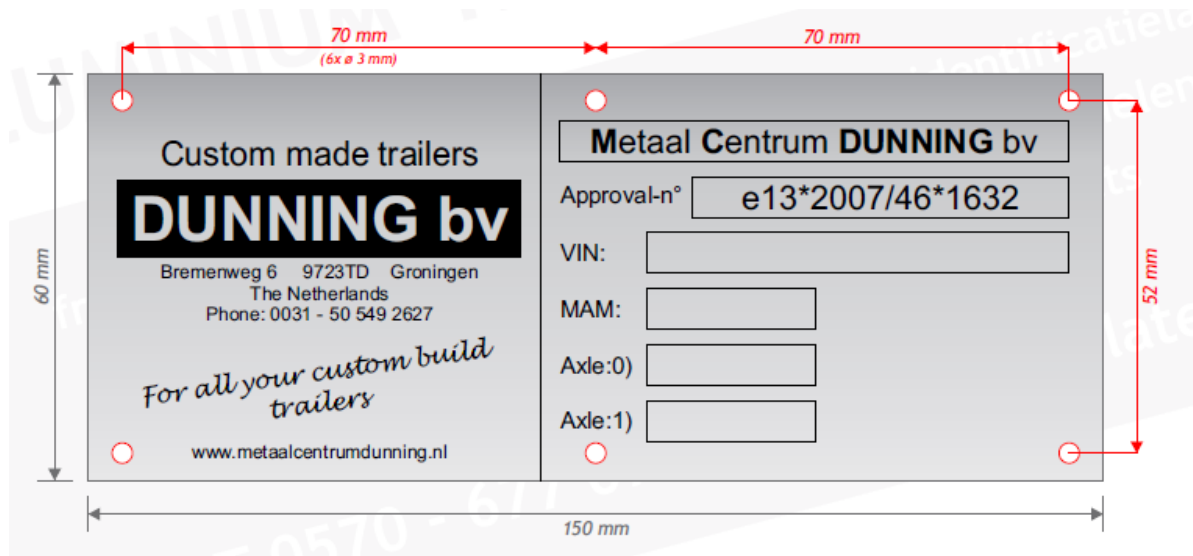 70 mm
(6x ø 3 mm)
70 mm
Custom made trailers
DUNNING bv
Bremenweg 6 9723TD Groningen
The Netherlands
Phone: 0031 - 50 549 2627
For all your custom build
trailers
www.metaalcentrumdunning.nl
Metaal Centrum DUNNING bv
Approval-n° e13*2007/46*1632
VIN:
MAM:
Axle:0)
Axle:1)
60 mm
52 mm
150 mm